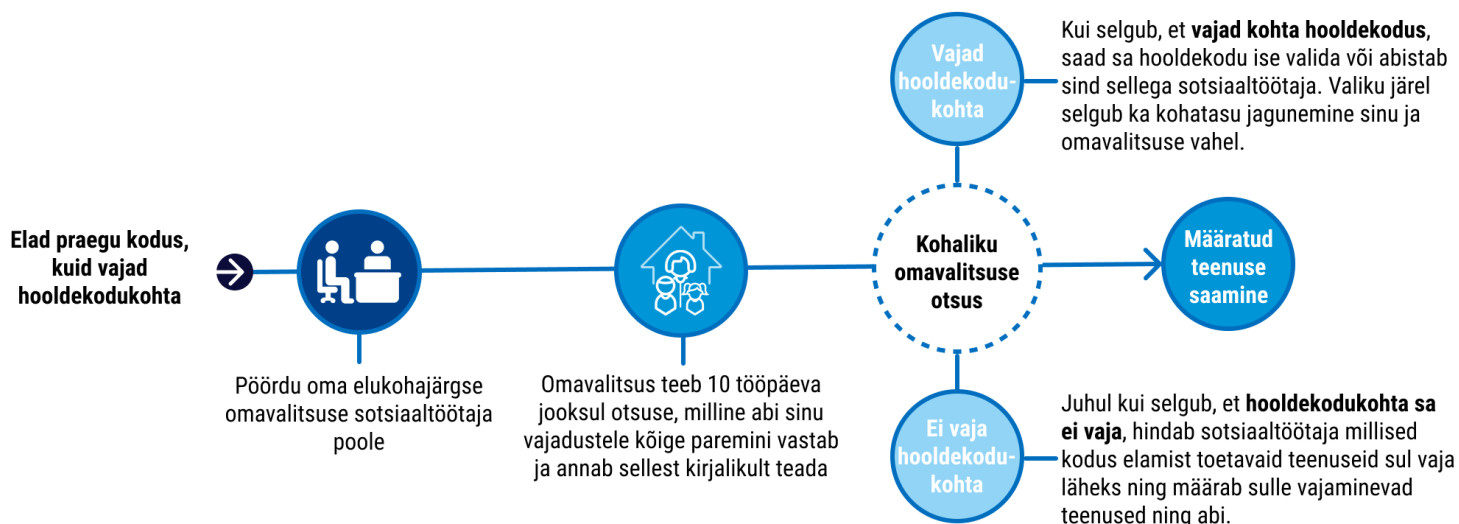 Elad praegu kodus,
kuid vajad
hooldekodukohta
Pöördu oma elukohajärgse
omavalitsuse sotsiaaltöötaja
poole
Omavalitsus teeb 10 tööpäeva
jooksul otsuse, milline abi sinu
vajadustele kõige paremini vastab
ja annab sellest kirjalikult teada
Kohaliku
omavalitsuse
otsus
Vajad
hooldekodu-
kohta
Kui selgub, et vajad kohta hooldekodus,
saad sa hooldekodu ise valida või abistab
sind sellega sotsiaaltöötaja. Valiku järel
selgub ka kohatasu jagunemine sinu ja
omavalitsuse vahel.
Ei vaja
hooldekodu-
kohta
Juhul kui selgub, et hooldekodukohta sa
ei vaja, hindab sotsiaaltöötaja millised
kodus elamist toetavaid teenuseid sul vaja
läheks ning määrab sulle vajaminevad
teenused ning abi.
Määratud
teenuse
saamine